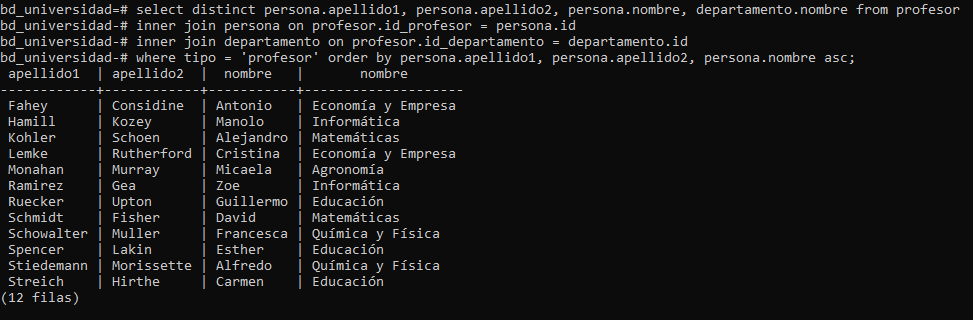 bd_universidad=# select distinct persona.apellido1, persona.apellido2, persona.nombre, departamento.nombre from profesor
bd_universidad-# inner join persona on profesor.id_profesor = persona.id
bd_universidad-# inner join departamento on profesor.id_departamento = departamento.id
bd_universidad-# where tipo = 'profesor' order by persona.apellido1, persona.apellido2, persona.nombre asc;
 apellido1  | apellido2  |  nombre   |       nombre
------------+------------+-----------+--------------------
 Fahey      | Considine  | Antonio   | Economía y Empresa
 Hamill     | Kozey      | Manolo    | Informática
 Kohler     | Schoen     | Alejandro | Matemáticas
 Lemke      | Rutherford | Cristina  | Economía y Empresa
 Monahan    | Murray     | Micaela   | Agronomía
 Ramirez    | Gea        | Zoe       | Informática
 Ruecker    | Upton      | Guillermo | Educación
 Schmidt    | Fisher     | David     | Matemáticas
 Schowalter | Muller     | Francesca | Química y Física
 Spencer    | Lakin      | Esther    | Educación
 Stiedemann | Morissette | Alfredo   | Química y Física
 Streich    | Hirthe     | Carmen    | Educación
(12 filas)